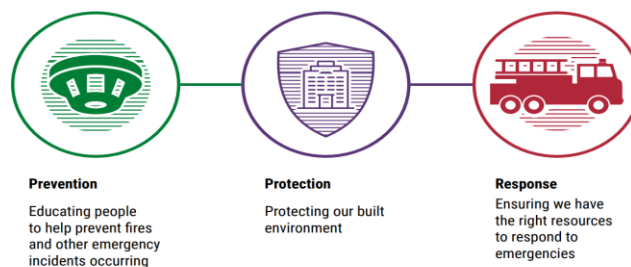 Prevention
Educating people
to help prevent fires
and other emergency
incidents occurring
Protection
Protecting our built
environment
Response
Ensuring we have
the right resources
to respond to
emergencies